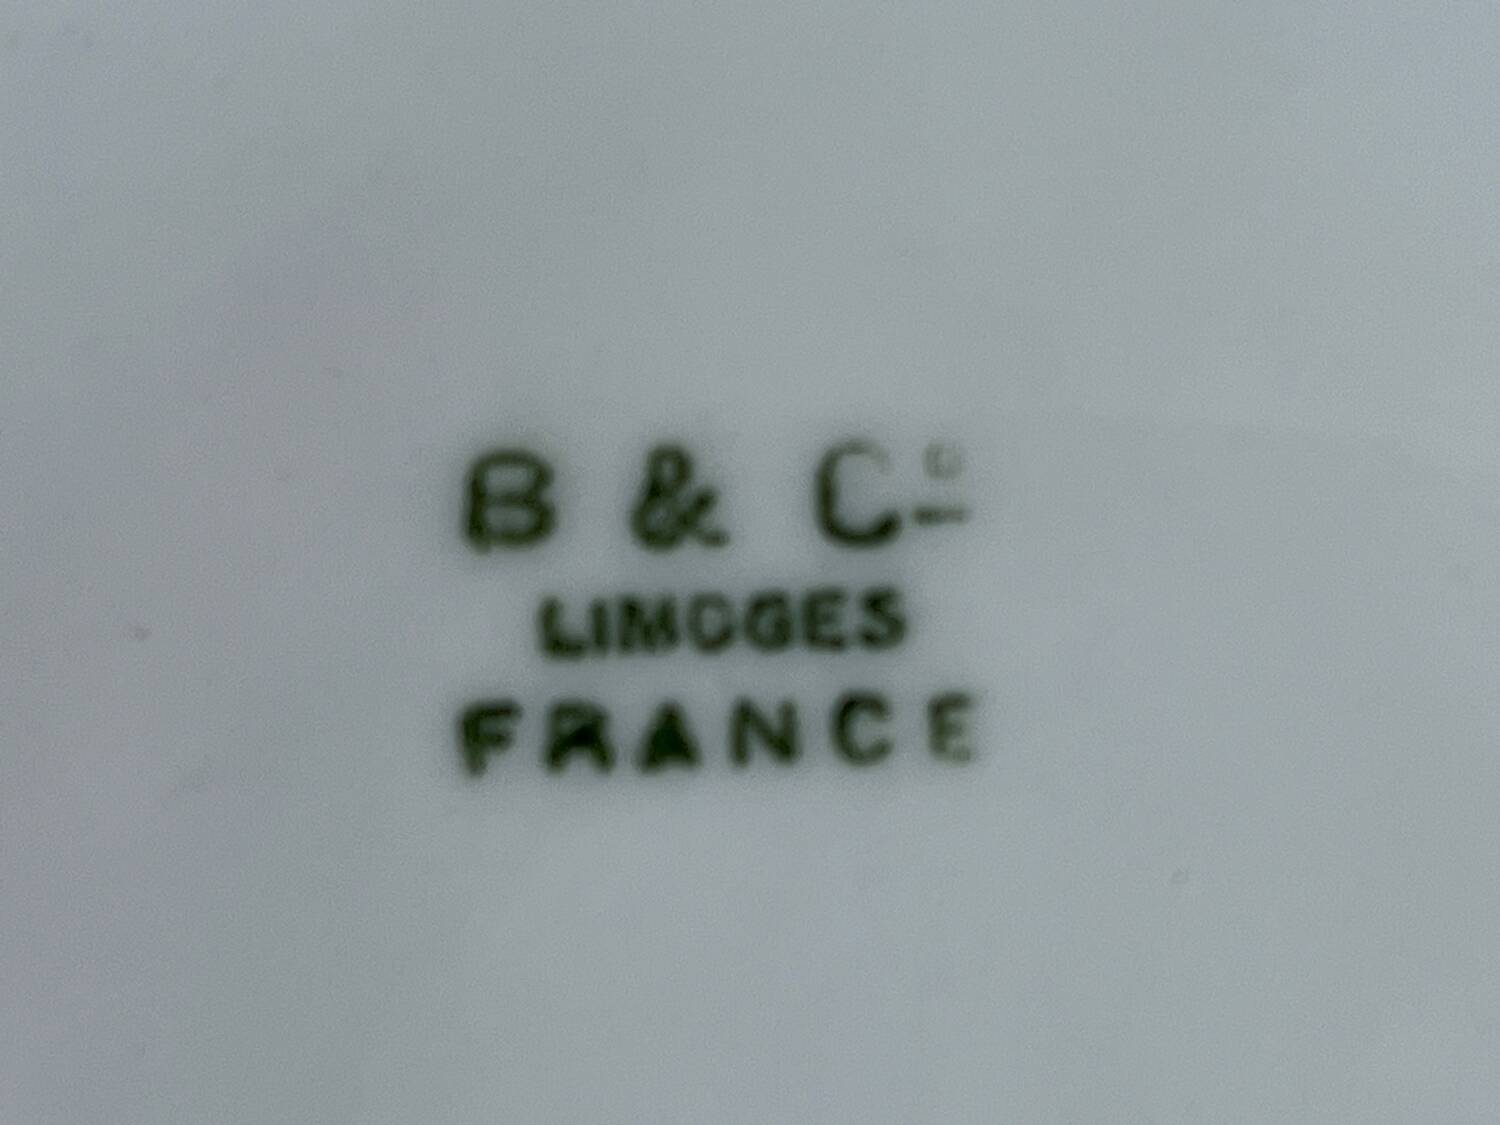 B & Cº
LIMOGES
FRANCE